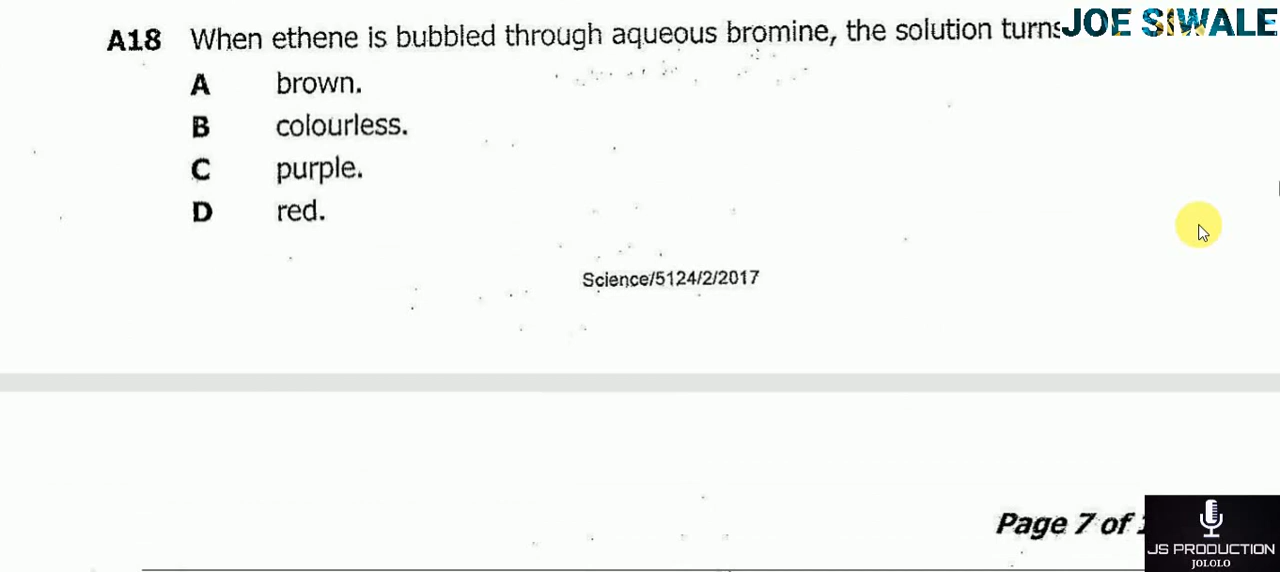 JOE SIWALE
A18 When ethene is bubbled through aqueous bromine, the solution turns
A brown.
B colourless.
C purple.
D red.
Science/5124/2/2017
Page 7 of
JS PRODUCTION
JOLOLO